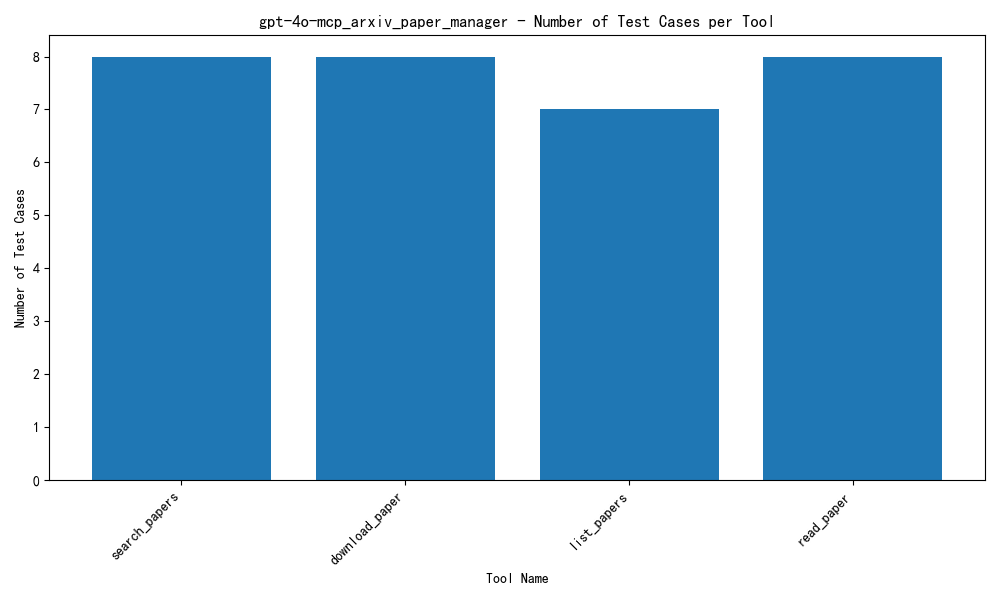 gpt-4o-mcp_arxiv_paper_manager - Number of Test Cases per Tool
Number of Test Cases
8
7
6
5
4
3
2
1
0
search_papers
download_paper
list_papers
read_paper
Tool Name